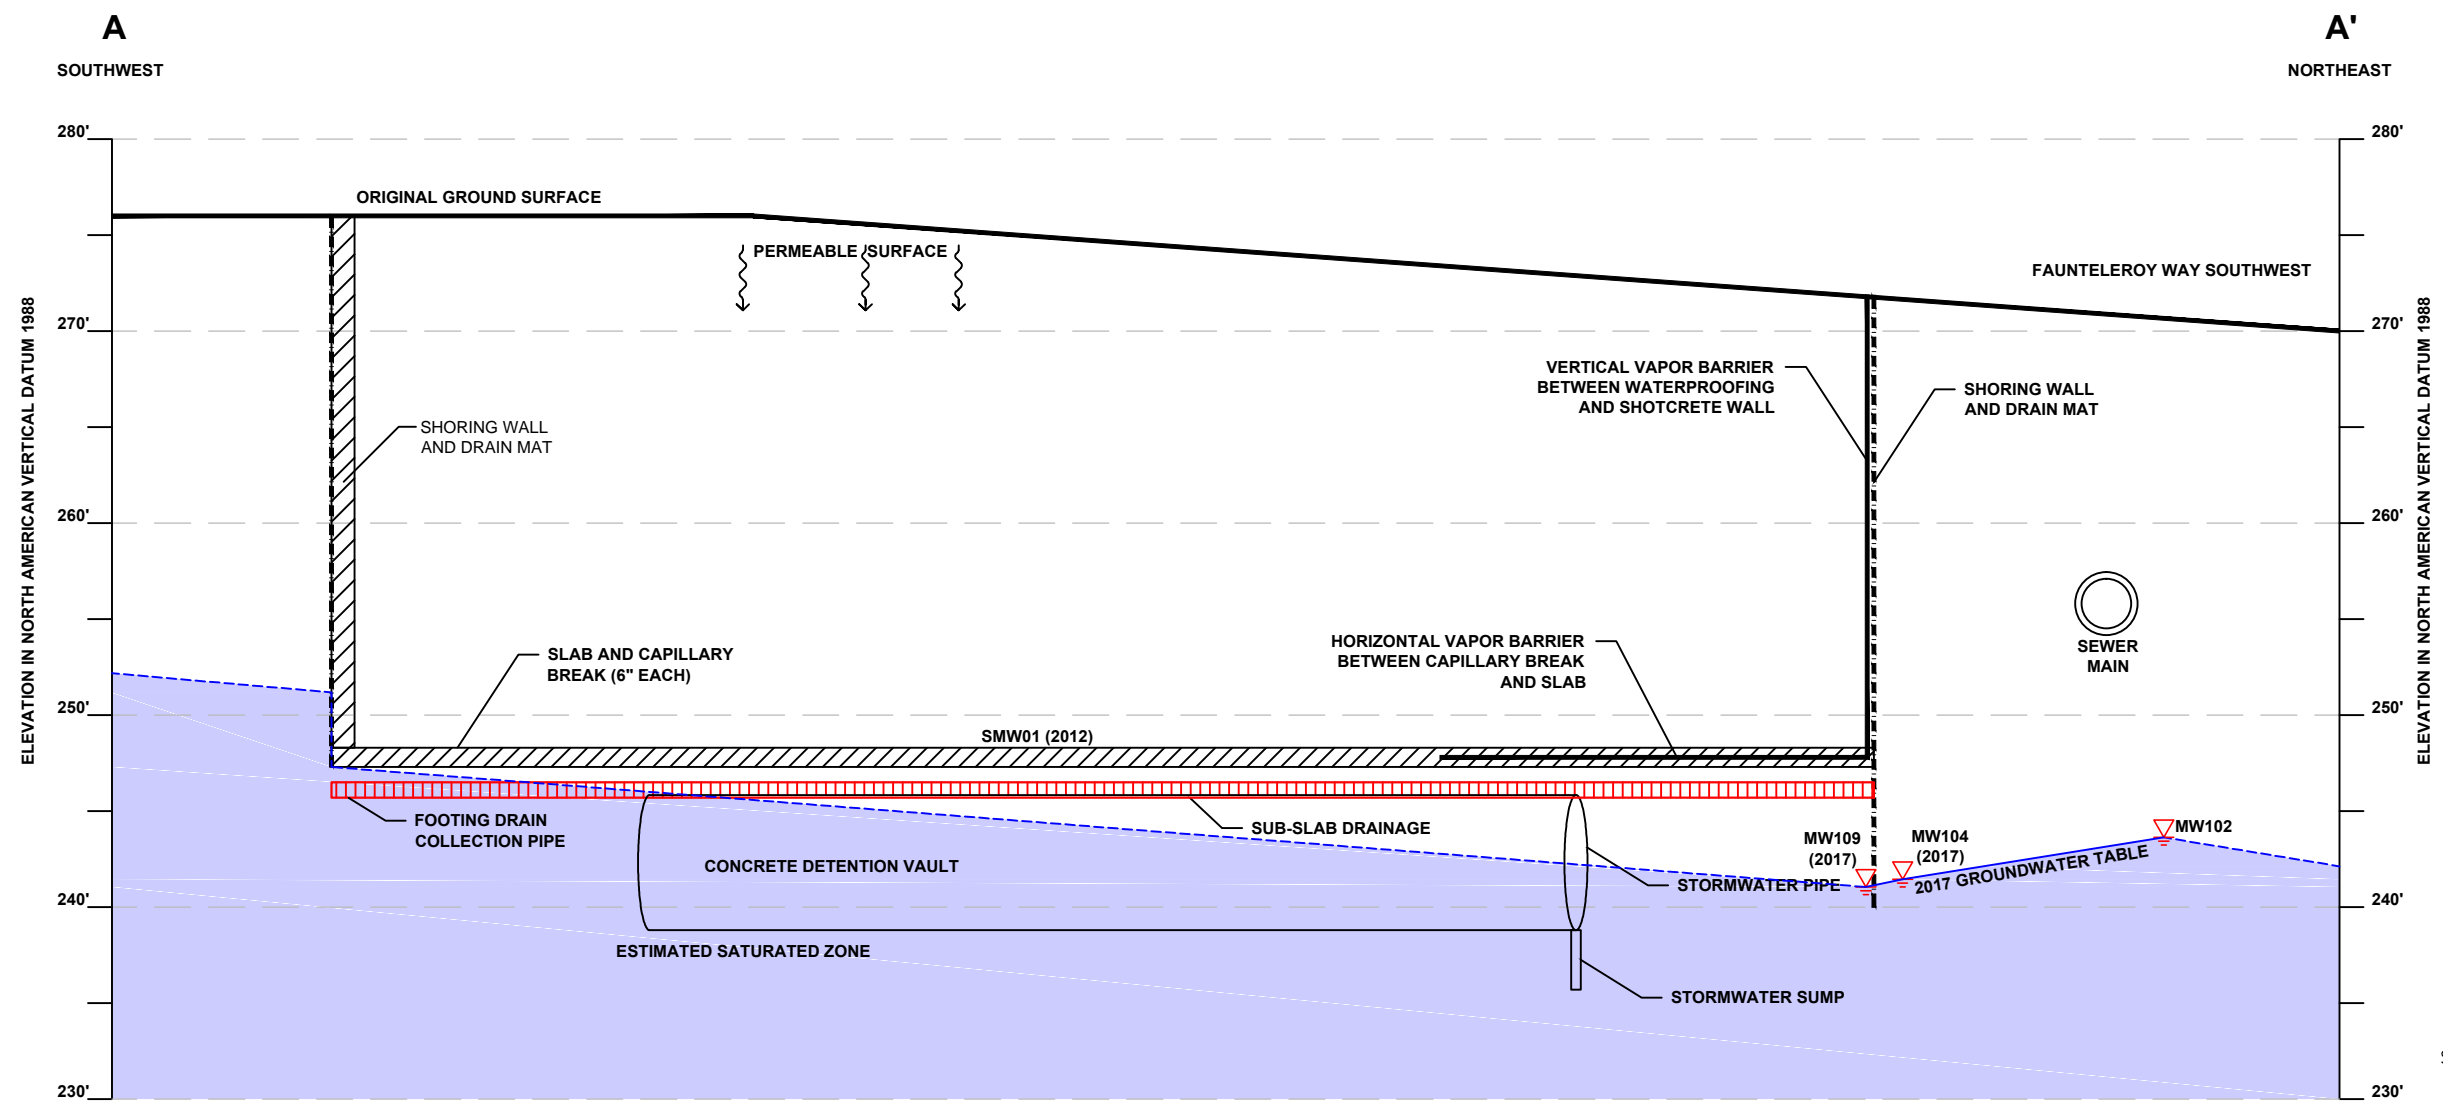 A
A'
SOUTHWEST
NORTHEAST
280'
280'
ORIGINAL GROUND SURFACE
PERMEABLE SURFACE
FAUNTELEROY WAY SOUTHWEST
270'
270'
ELEVATION IN NORTH AMERICAN VERTICAL DATUM 1988
ELEVATION IN NORTH AMERICAN VERTICAL DATUM 1988
VERTICAL VAPOR BARRIER
BETWEEN WATERPROOFING
AND SHOTCRETE WALL
SHORING WALL
AND DRAIN MAT
SHORING WALL
AND DRAIN MAT
260'
260'
SEWER
MAIN
SLAB AND CAPILLARY
BREAK (6" EACH)
HORIZONTAL VAPOR BARRIER
BETWEEN CAPILLARY BREAK
AND SLAB
250'
250'
SMW01 (2012)
FOOTING DRAIN
COLLECTION PIPE
SUB-SLAB DRAINAGE
MW109
(2017)
MW104
(2017)
MW102
2017 GROUNDWATER TABLE
CONCRETE DETENTION VAULT
STORMWATER PIPE
240'
240'
ESTIMATED SATURATED ZONE
STORMWATER SUMP
230'
230'